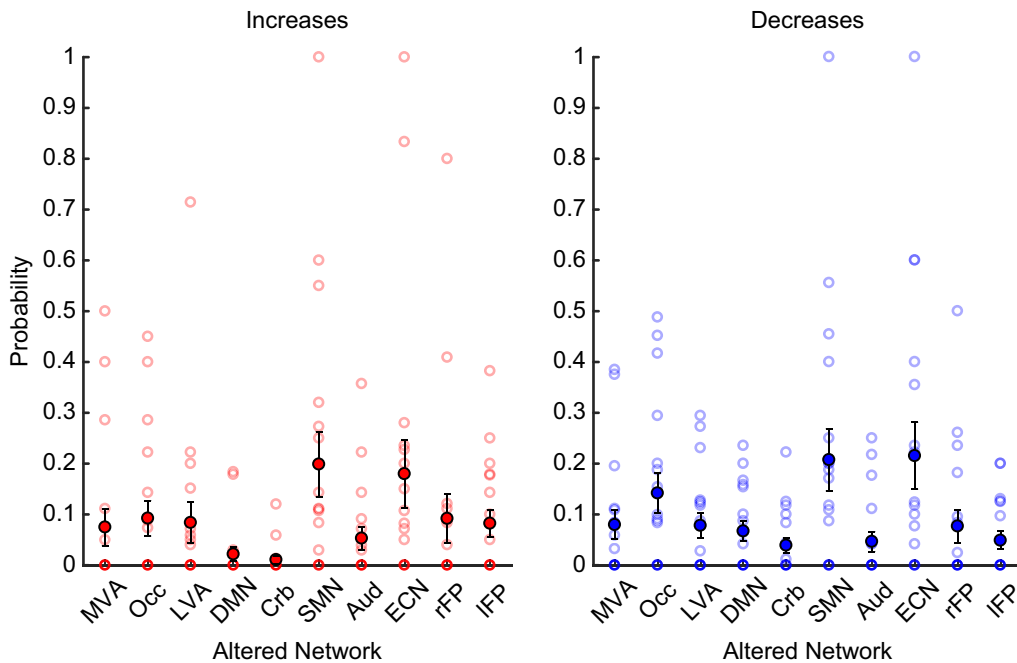 Increases
Decreases
Probability
1
0.9
0.8
0.7
0.6
0.5
0.4
0.3
0.2
0.1
0
MVA
Occ
LVA
DMN
Crb
SMN
Aud
ECN
rFP
lFP
Altered Network
1
0.9
0.8
0.7
0.6
0.5
0.4
0.3
0.2
0.1
0
MVA
Occ
LVA
DMN
Crb
SMN
Aud
ECN
rFP
lFP
Altered Network